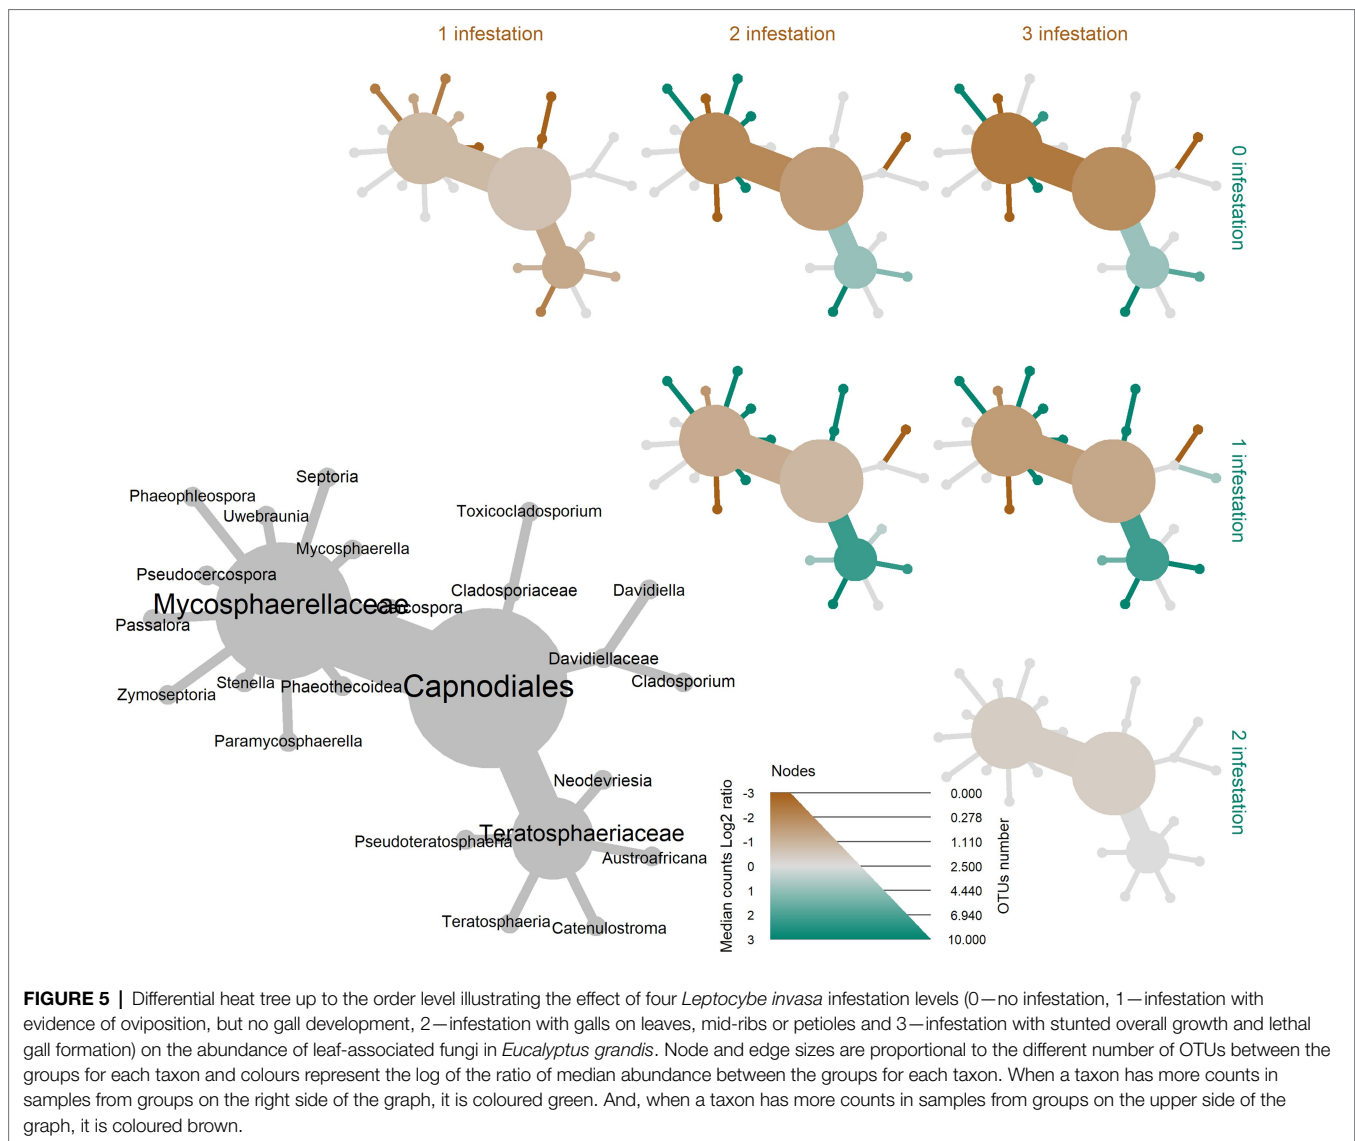 1 infestation
2 infestation
3 infestation
0 infestation
1 infestation
2 infestation
Septoria
Phaeophleospora
Uwebraunia
Toxicocladosporium
Mycosphaerella
Pseudocercospora
Cladosporiaceae
Davidiella
Mycosphaerellaceae
Cercospora
Passalora
Davidiellaceae
Cladosporium
Stenella
Phaeothecoidea
Capnodiales
Zymoseptoria
Paramycosphaerella
Neodevriesia
Teratosphaeriaceae
Pseudoteratosphaeria
Austroafricana
Teratosphaeria
Catenulostroma
Nodes
Median counts Log2 ratio
OTUs number
-3 0.000
-2 0.278
-1 1.110
0 2.500
1 4.440
2 6.940
3 10.000
FIGURE 5 | Differential heat tree up to the order level illustrating the effect of four Leptocybe invasa infestation levels (0—no infestation, 1—infestation with
evidence of oviposition, but no gall development, 2—infestation with galls on leaves, mid-ribs or petioles and 3—infestation with stunted overall growth and lethal
gall formation) on the abundance of leaf-associated fungi in Eucalyptus grandis. Node and edge sizes are proportional to the different number of OTUs between the
groups for each taxon and colours represent the log of the ratio of median abundance between the groups for each taxon. When a taxon has more counts in
samples from groups on the right side of the graph, it is coloured green. And, when a taxon has more counts in samples from groups on the upper side of the
graph, it is coloured brown.